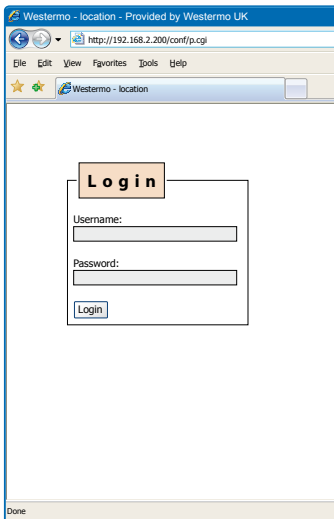 Westermo - location - Provided by Westermo UK
http://192.168.2.200/conf/p.cgi
File Edit View Favorites Tools Help
Westermo - location
Login
Username:
Password:
Login
Done